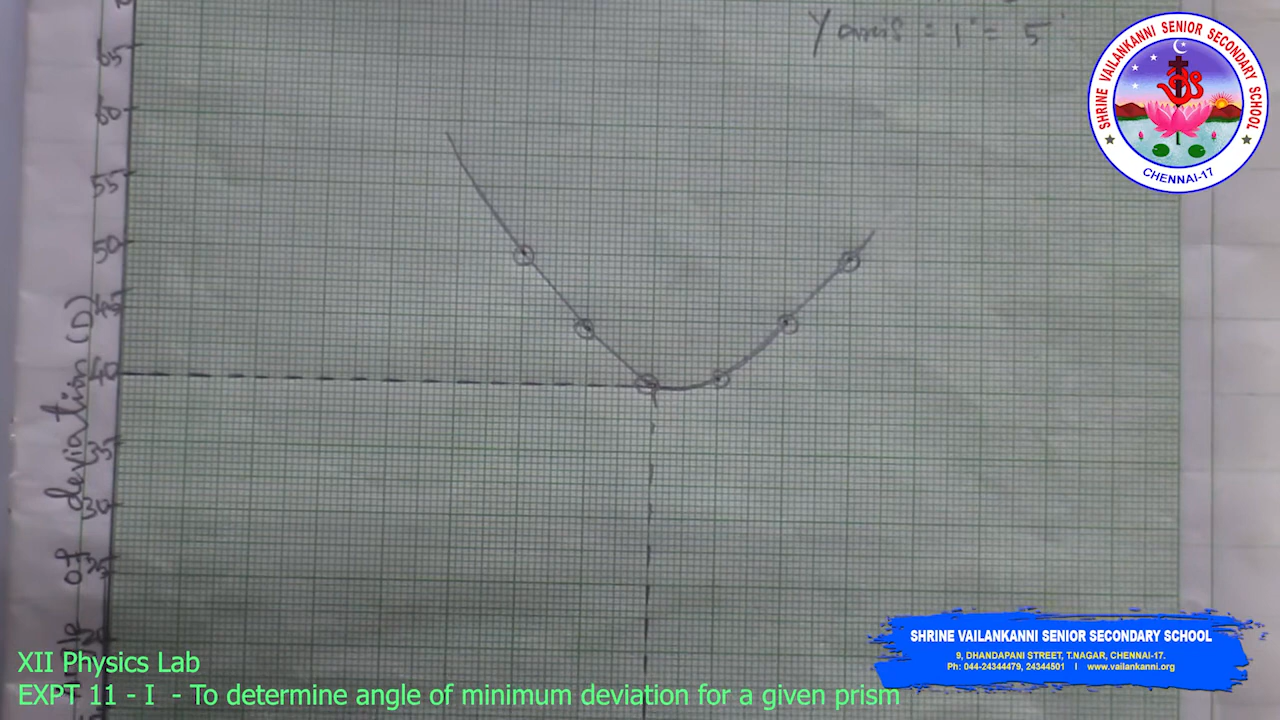 Y axis = 1 = 5
65
60
55
50
45
40
35
30
25
of deviation (D)
SHRINE VAILANKANNI SENIOR SECONDARY SCHOOL
CHENNAI-17
XII Physics Lab
EXPT 11 - I - To determine angle of minimum deviation for a given prism
SHRINE VAILANKANNI SENIOR SECONDARY SCHOOL
9, DHANDAPANI STREET, T.NAGAR, CHENNAI-17.
Ph: 044-24344479, 24344501 I www.vailankanni.org